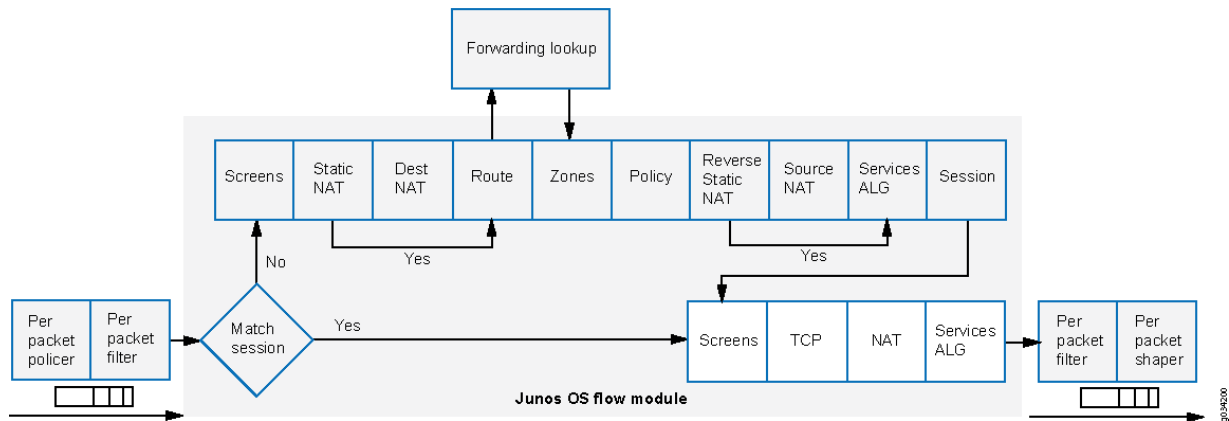 Forwarding lookup
Screens
Static
NAT
Dest
NAT
Route
Zones
Policy
Reverse
Static
NAT
Source
NAT
Services
ALG
Session
No
Yes
Yes
Per
packet
policer
Per
packet
filter
Match
session
Yes
Screens
TCP
NAT
Services
ALG
Per
packet
filter
Per
packet
shaper
Junos OS flow module
g034200